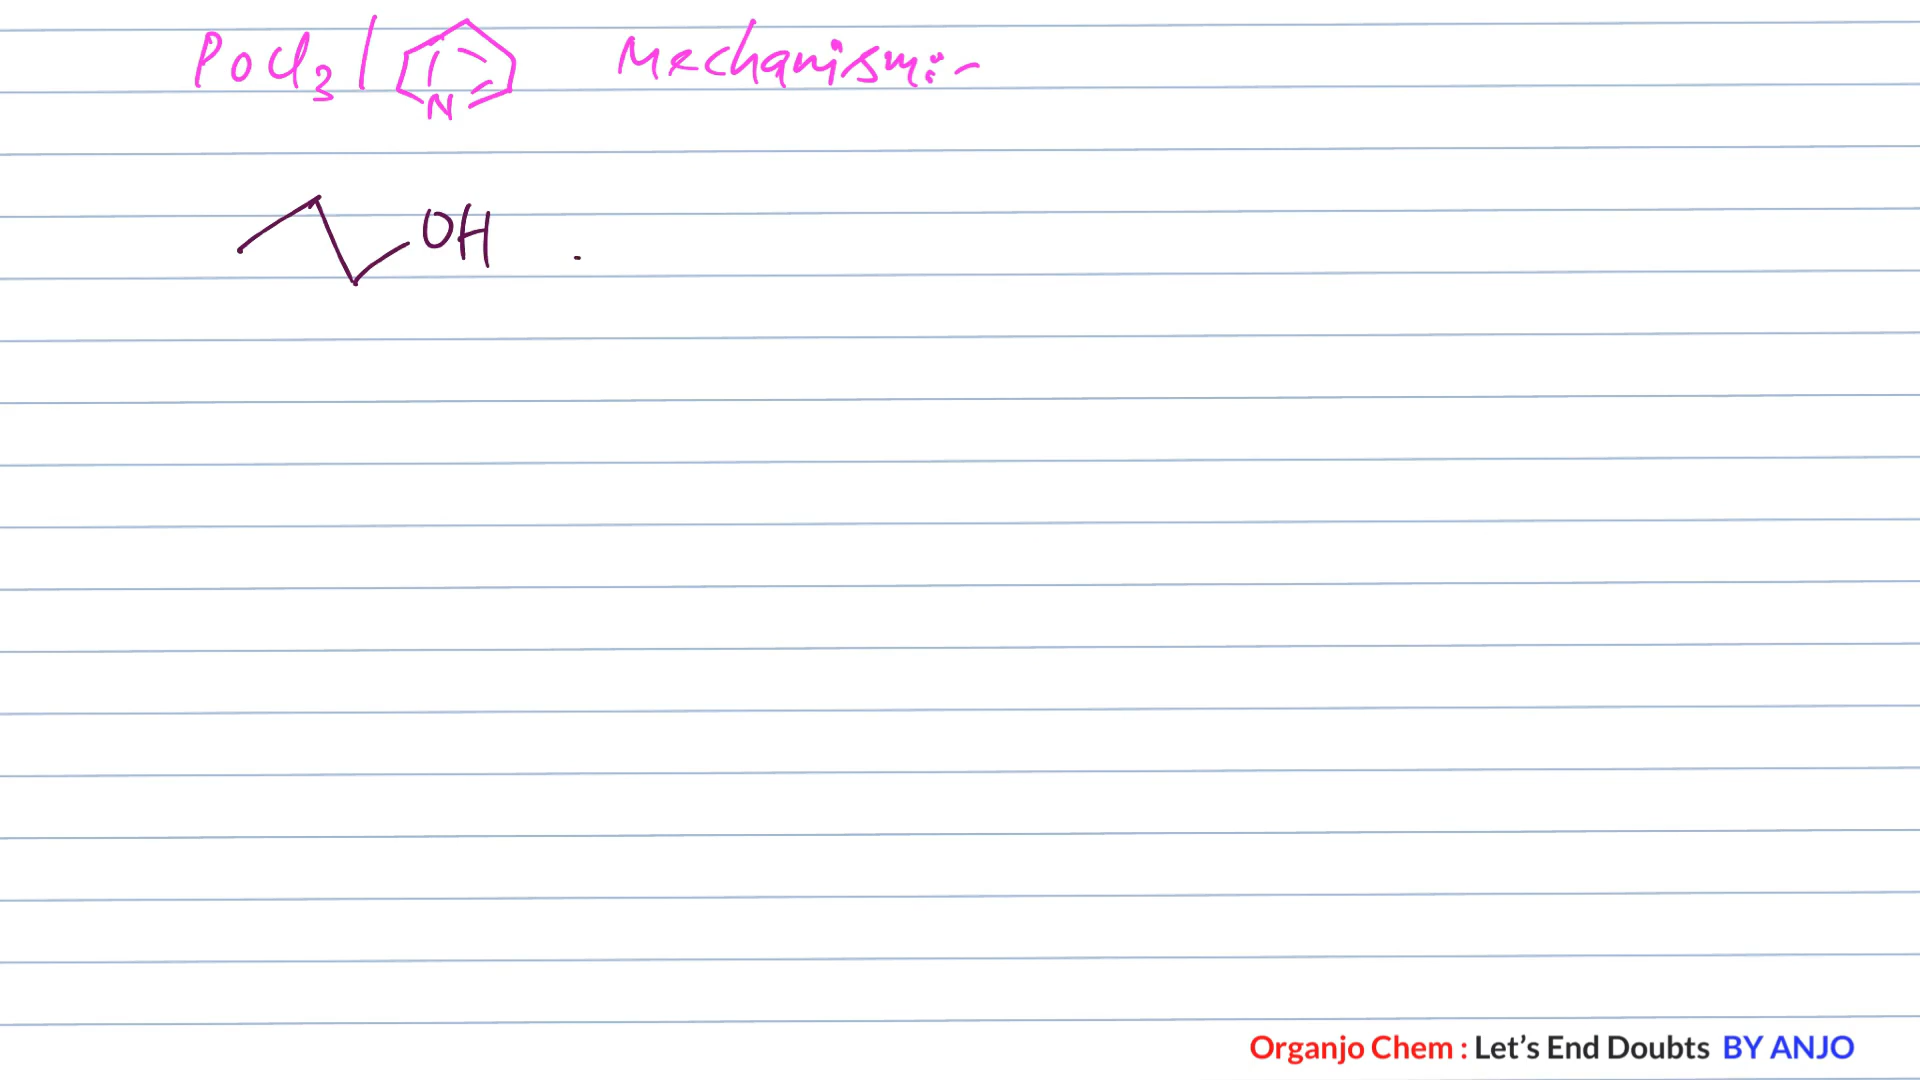 POCl3 / N Mechanism:-
OH
Organjo Chem : Let's End Doubts BY ANJO